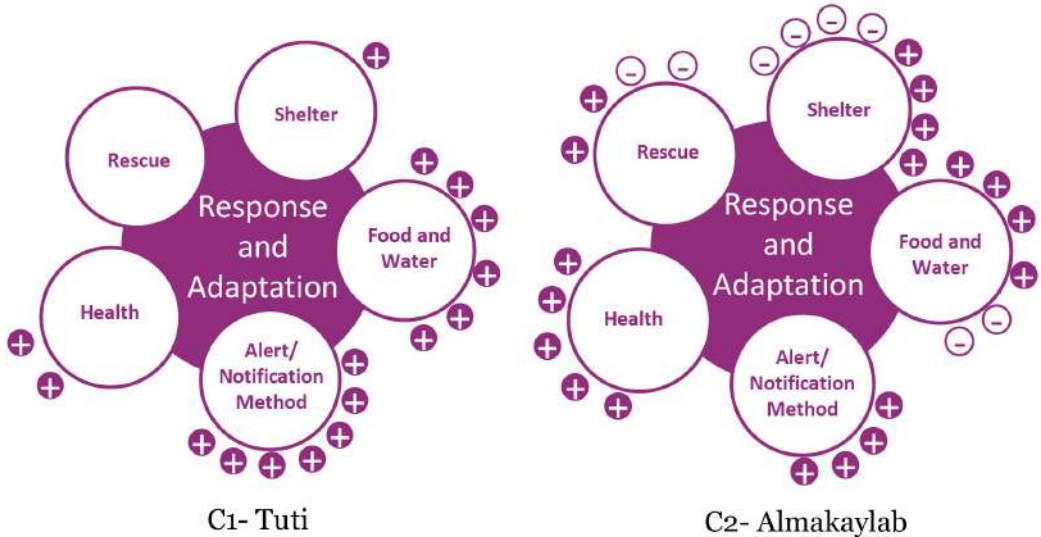 Shelter
Rescue
Response
and
Adaptation
Food and
Water
Health
Alert/
Notification
Method
C1- Tuti
Shelter
Rescue
Response
and
Adaptation
Food and
Water
Health
Alert/
Notification
Method
C2- Almakaylab